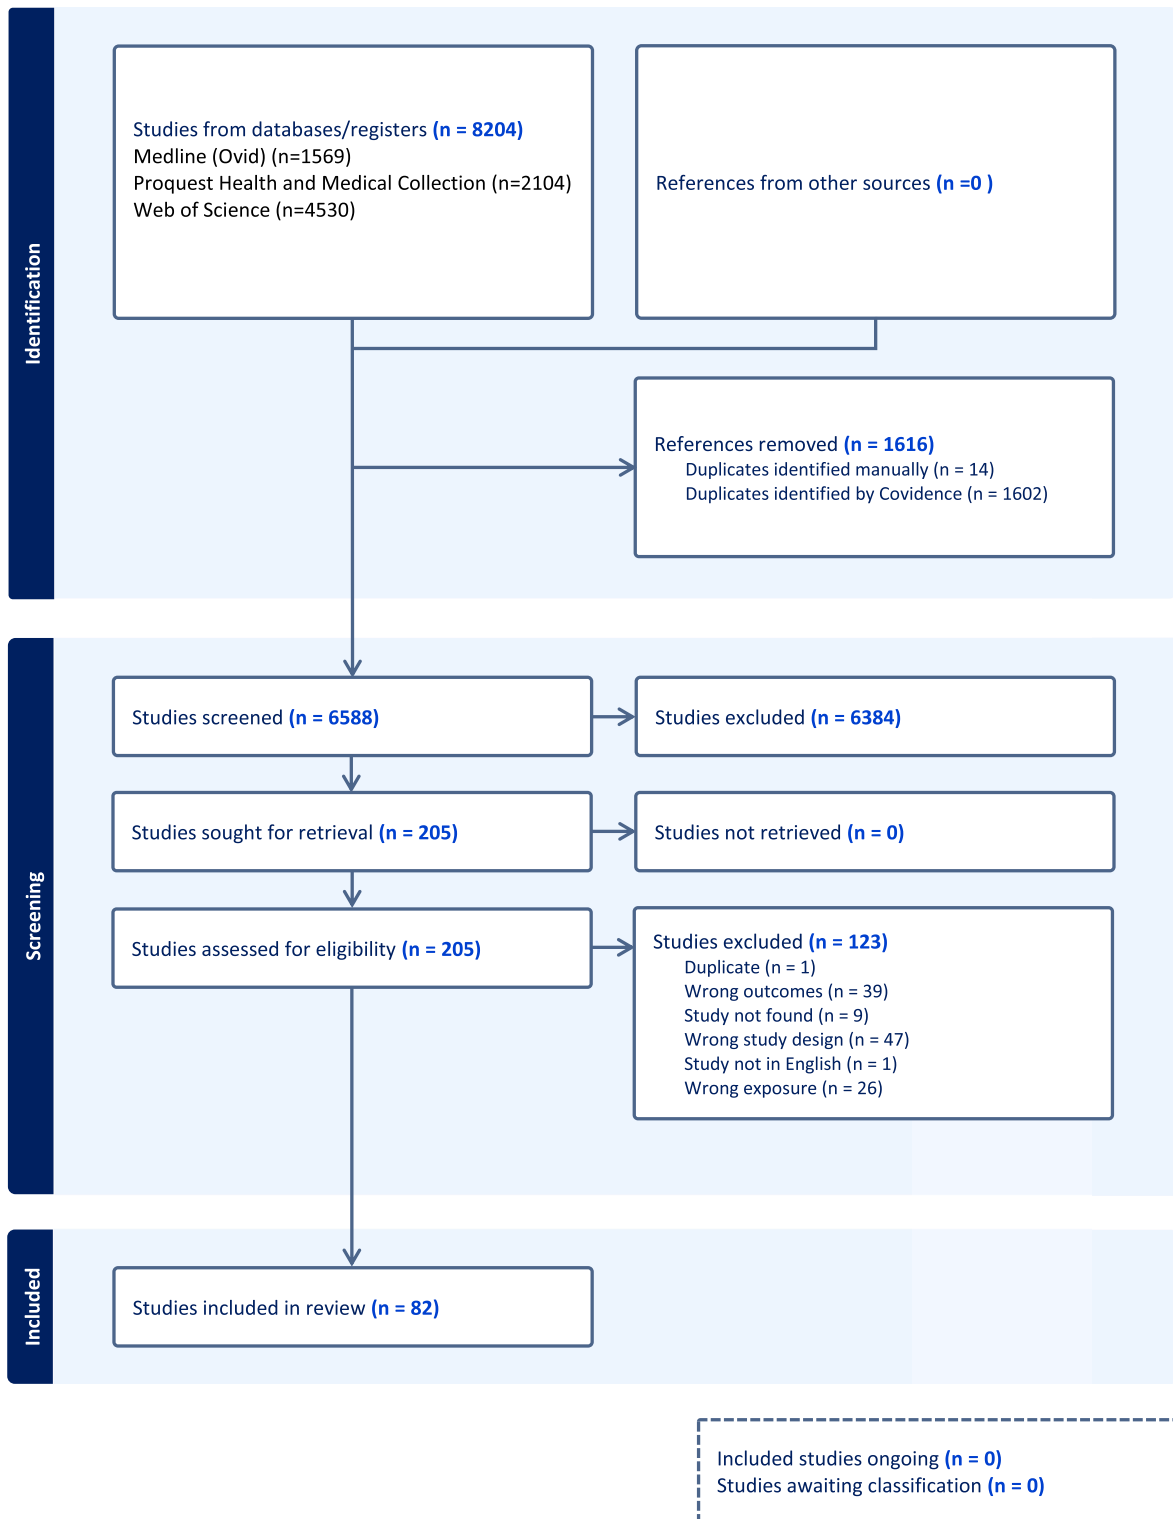 Identification
Studies from databases/registers (n = 8204)
Medline (Ovid) (n=1569)
Proquest Health and Medical Collection (n=2104)
Web of Science (n=4530)
References from other sources (n =0 )
References removed (n = 1616)
Duplicates identified manually (n = 14)
Duplicates identified by Covidence (n = 1602)
Screening
Studies screened (n = 6588)
Studies excluded (n = 6384)
Studies sought for retrieval (n = 205)
Studies not retrieved (n = 0)
Studies assessed for eligibility (n = 205)
Studies excluded (n = 123)
Duplicate (n = 1)
Wrong outcomes (n = 39)
Study not found (n = 9)
Wrong study design (n = 47)
Study not in English (n = 1)
Wrong exposure (n = 26)
Included
Studies included in review (n = 82)
Included studies ongoing (n = 0)
Studies awaiting classification (n = 0)